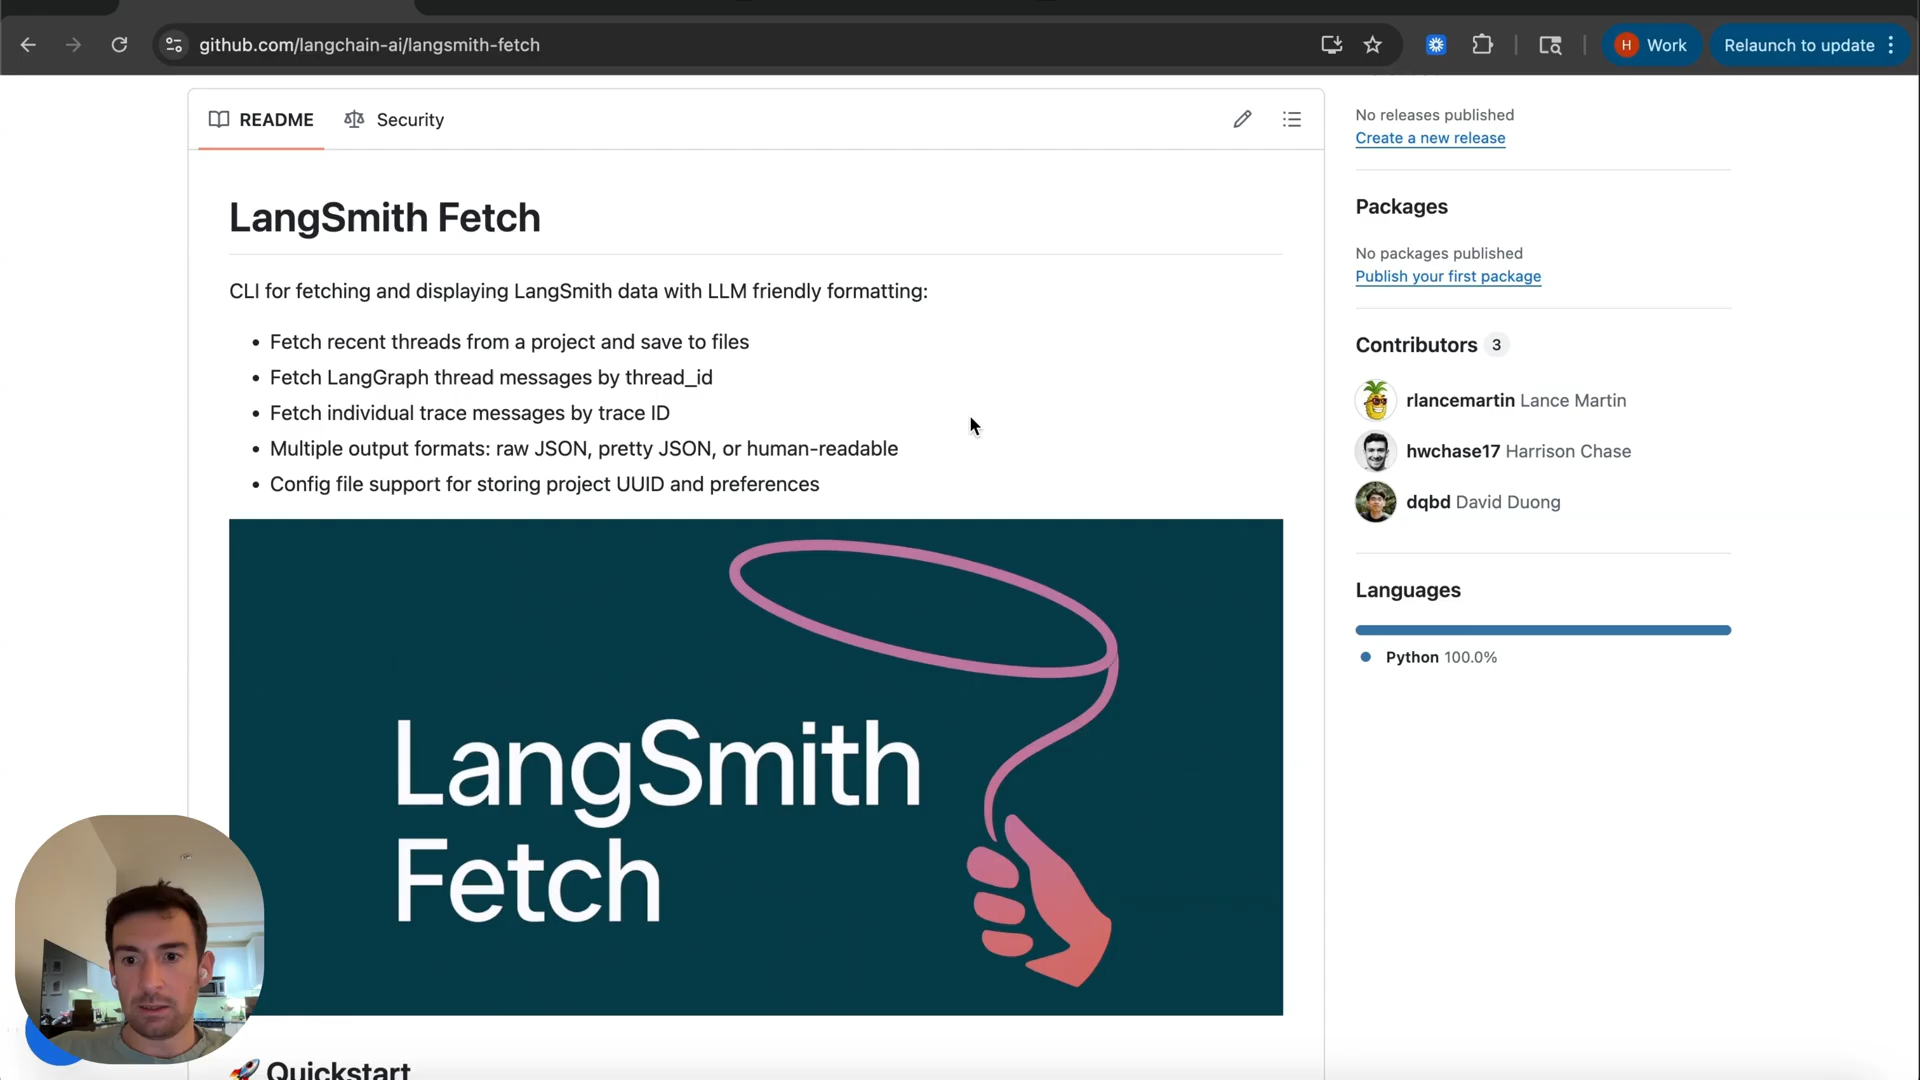 github.com/langchain-ai/langsmith-fetch
H Work
Relaunch to update
README
Security
LangSmith Fetch
CLI for fetching and displaying LangSmith data with LLM friendly formatting:
• Fetch recent threads from a project and save to files
• Fetch LangGraph thread messages by thread_id
• Fetch individual trace messages by trace ID
• Multiple output formats: raw JSON, pretty JSON, or human-readable
• Config file support for storing project UUID and preferences
LangSmith
Fetch
🚀 Quickstart
No releases published
Create a new release
Packages
No packages published
Publish your first package
Contributors 3
rlancemartin Lance Martin
hwchase17 Harrison Chase
dqbd David Duong
Languages
Python 100.0%